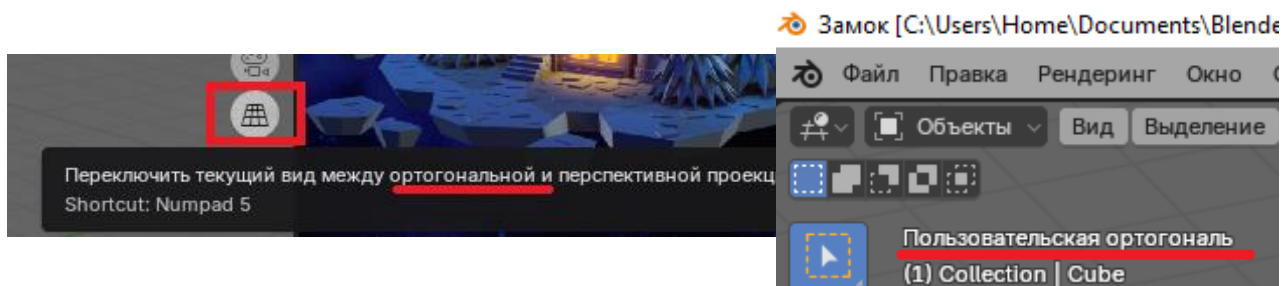 Переключить текущий вид между ортогональной и перспективной проекц
Shortcut: Numpad 5
Замок [C:\Users\Home\Documents\Blende
Файл Правка Рендеринг Окно
Объекты Вид Выделение
Пользовательская ортогональ
(1) Collection | Cube